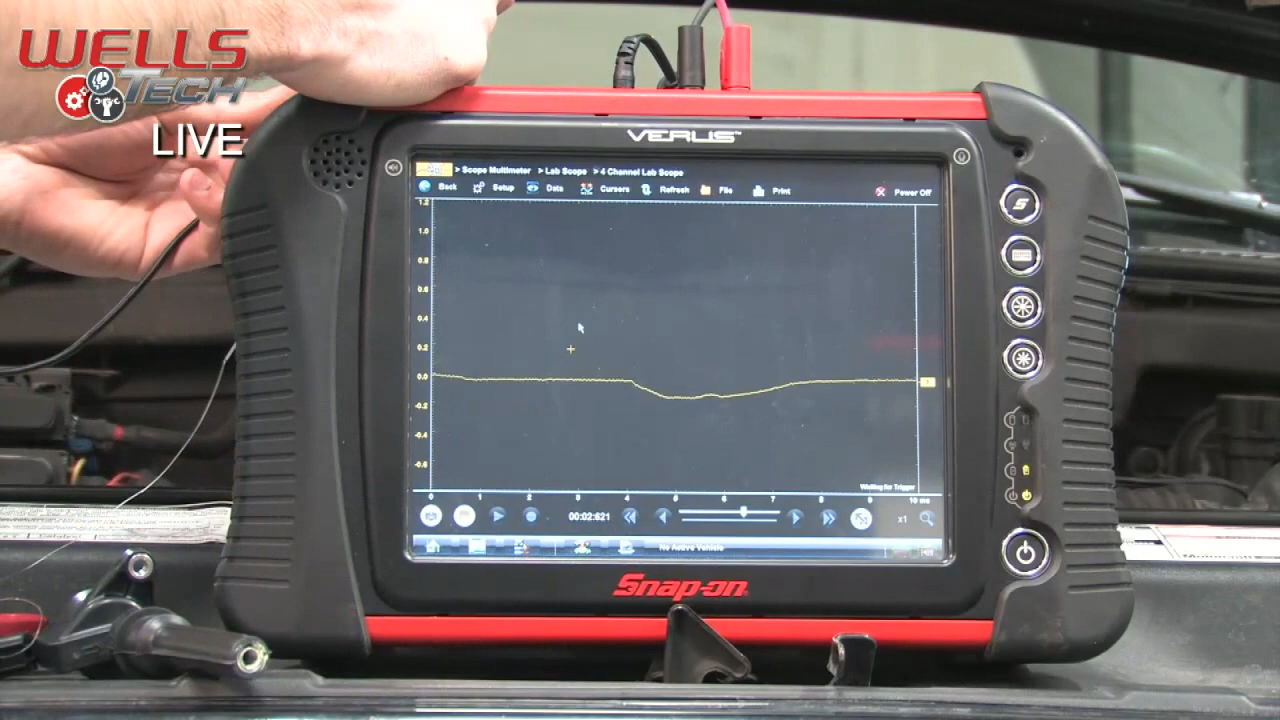 WELLS
TECH
LIVE
VERUS™
> Scope Multimeter > Lab Scope > 4 Channel Lab Scope
Back Setup Data Cursors Refresh File Print Power Off
1.2
1.0
0.8
0.6
0.4
0.2
0.0
-0.2
-0.4
-0.6
Waiting for Trigger
0 1 2 3 4 5 6 7 8 9 10 ms
00:02:621 x1
No Active Vehicle
Snap-on
S